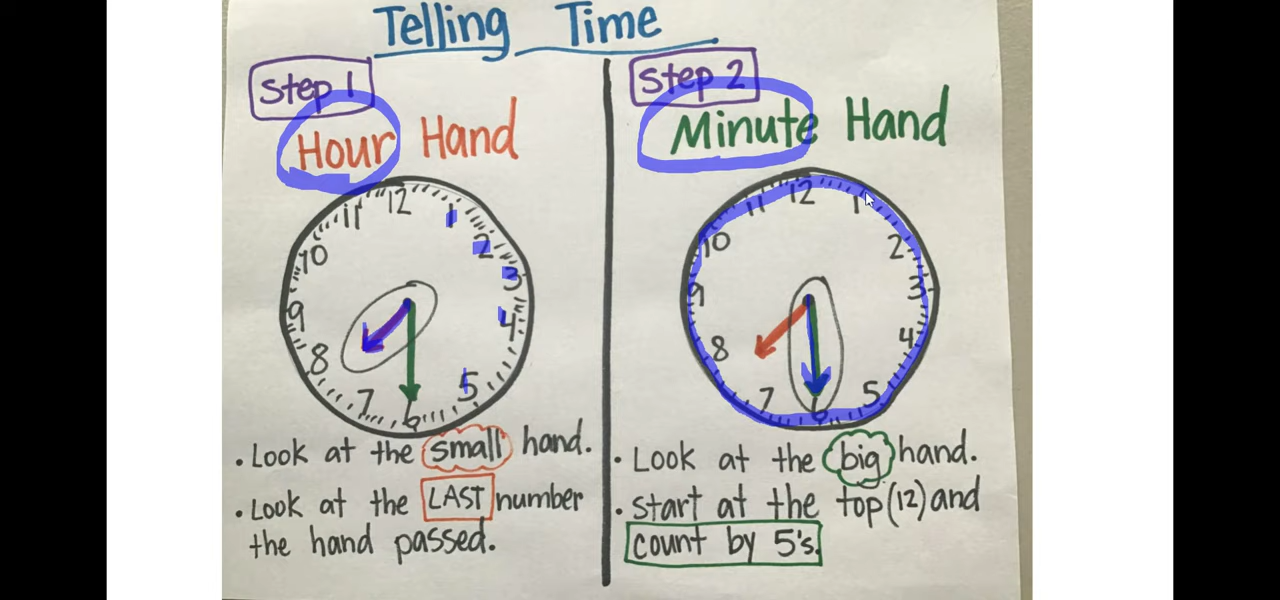 Telling Time
Step 1
Hour Hand
12
1
2
3
4
5
6
7
8
9
10
11
• Look at the small hand.
• Look at the LAST number
the hand passed.
Step 2
Minute Hand
12
1
2
3
4
5
6
7
8
9
10
11
• Look at the big hand.
• Start at the top (12) and
count by 5's.